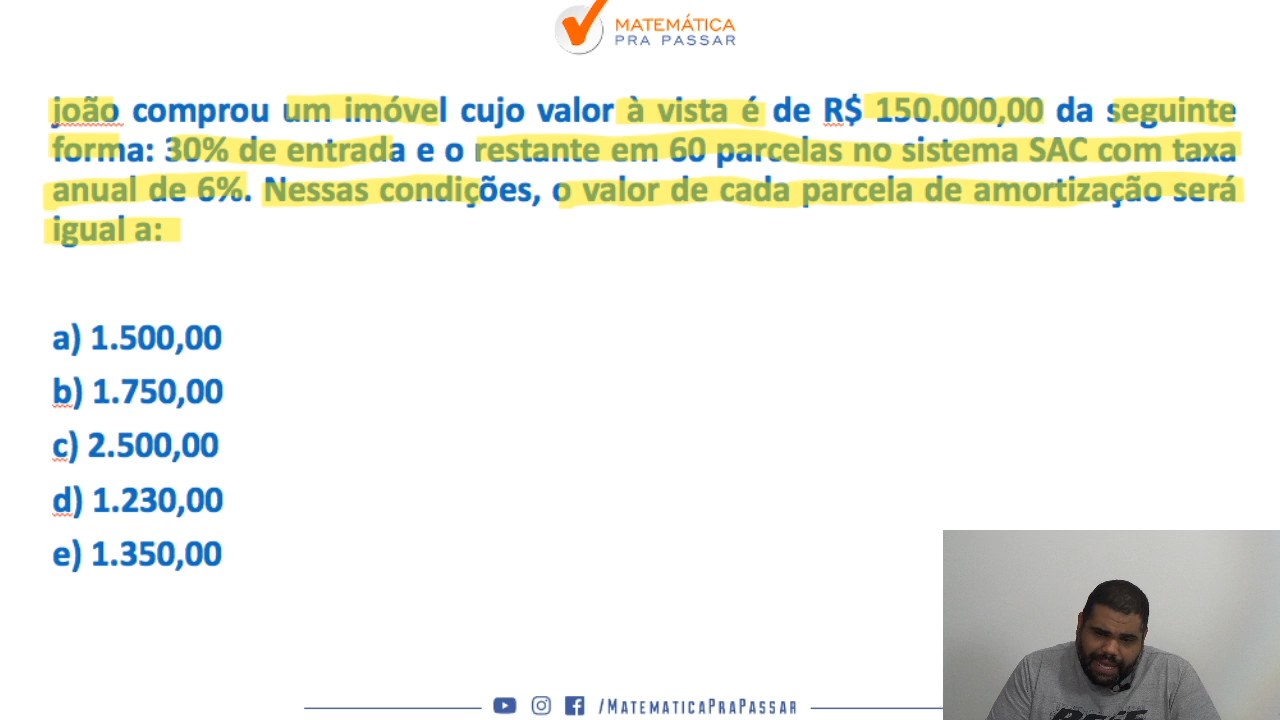 MATEMÁTICA
PRA PASSAR
joão comprou um imóvel cujo valor à vista é de R$ 150.000,00 da seguinte
forma: 30% de entrada e o restante em 60 parcelas no sistema SAC com taxa
anual de 6%. Nessas condições, o valor de cada parcela de amortização será
igual a:
a) 1.500,00
b) 1.750,00
c) 2.500,00
d) 1.230,00
e) 1.350,00
/MATEMATICAPRAPASSAR